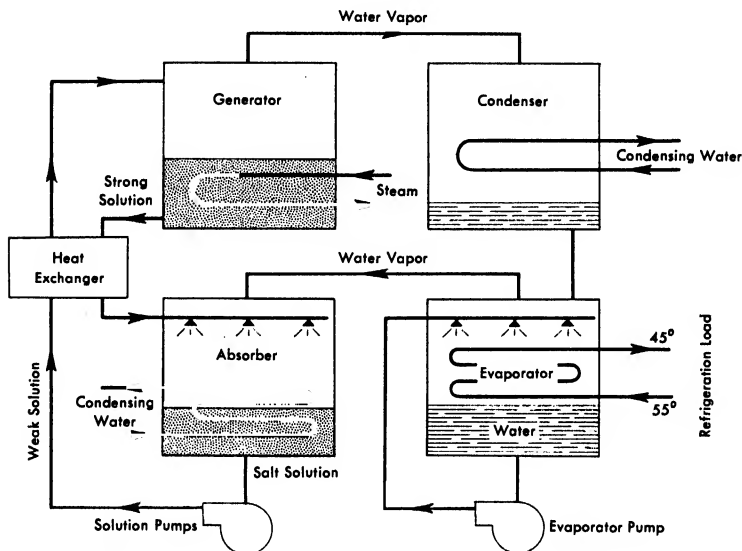 Water Vapor
Generator
Condenser
Condensing Water
Steam
Strong
Solution
Heat
Exchanger
Water Vapor
Absorber
Evaporator
45°
55°
Refrigeration Load
Condensing
Water
Water
Weak Solution
Salt Solution
Solution Pumps
Evaporator Pump